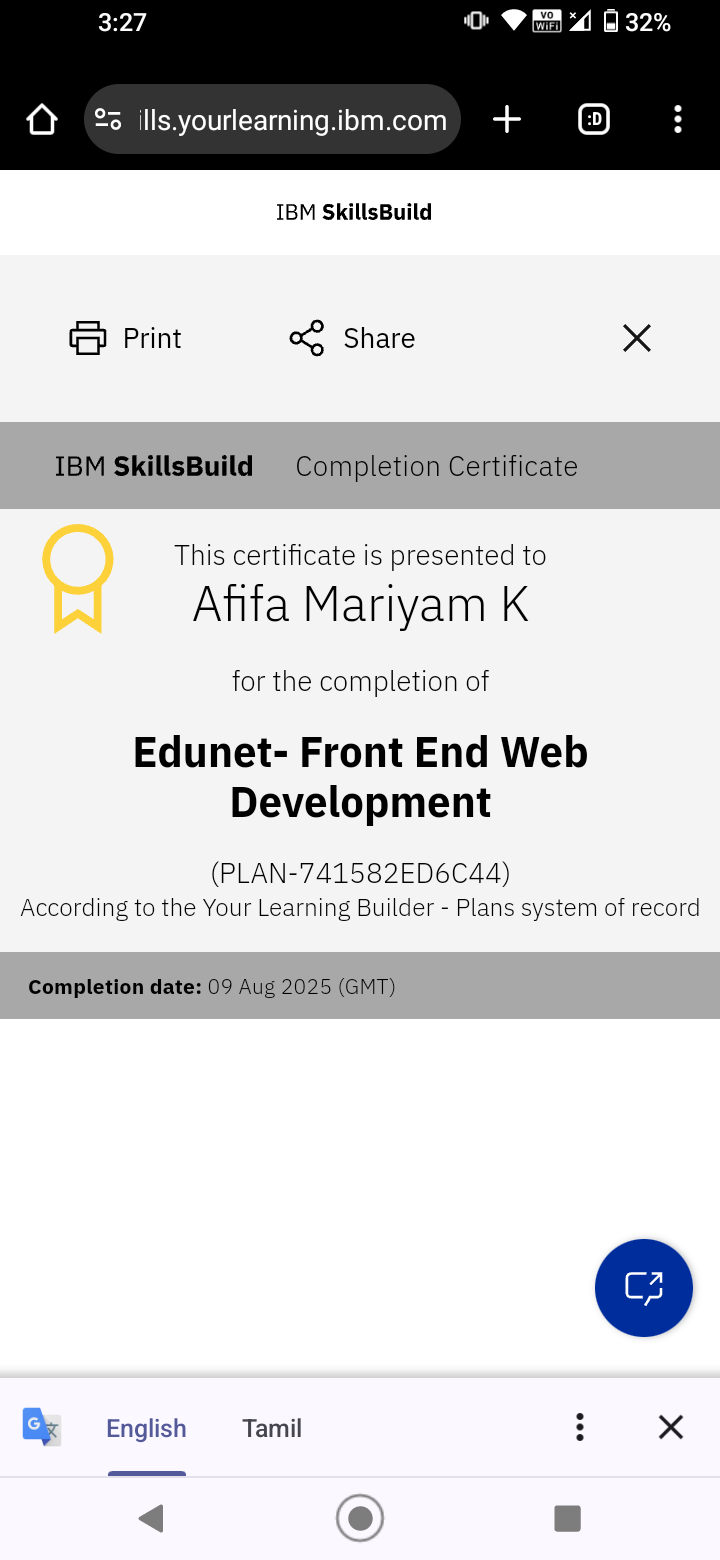 3:27
VO
WiFi
32%
ills.yourlearning.ibm.com
:D
IBM SkillsBuild
Print
Share
IBM SkillsBuild Completion Certificate
This certificate is presented to
Afifa Mariyam K
for the completion of
Edunet- Front End Web
Development
(PLAN-741582ED6C44)
According to the Your Learning Builder - Plans system of record
Completion date: 09 Aug 2025 (GMT)
G 文
English
Tamil